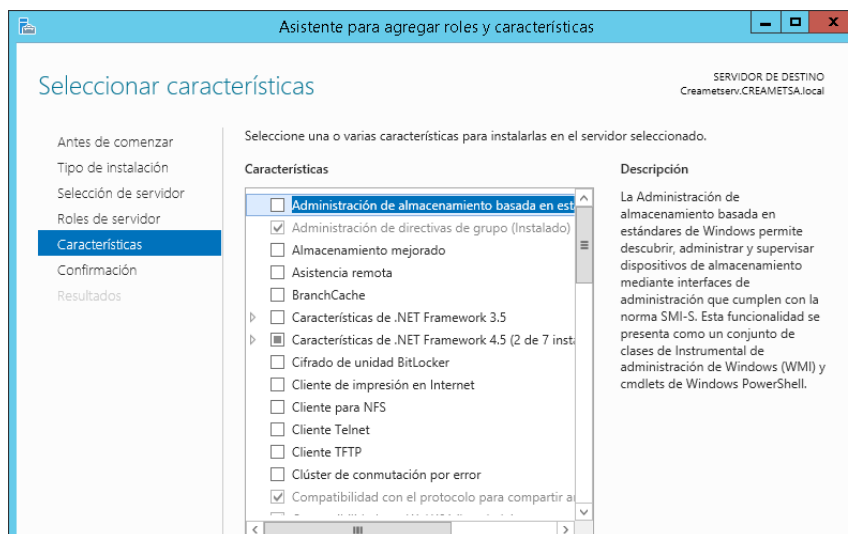 Asistente para agregar roles y características
Seleccionar características
SERVIDOR DE DESTINO
Creametserv.CREAMETSA.local
Antes de comenzar
Tipo de instalación
Selección de servidor
Roles de servidor
Características
Confirmación
Resultados
Seleccione una o varias características para instalarlas en el servidor seleccionado.
Características
Administración de almacenamiento basada en est
Administración de directivas de grupo (Instalado)
Almacenamiento mejorado
Asistencia remota
BranchCache
Características de .NET Framework 3.5
Características de .NET Framework 4.5 (2 de 7 inst
Cifrado de unidad BitLocker
Cliente de impresión en Internet
Cliente para NFS
Cliente Telnet
Cliente TFTP
Clúster de conmutación por error
Compatibilidad con el protocolo para compartir a
Descripción
La Administración de
almacenamiento basada en
estándares de Windows permite
descubrir, administrar y supervisar
dispositivos de almacenamiento
mediante interfaces de
administración que cumplen con la
norma SMI-S. Esta funcionalidad se
presenta como un conjunto de
clases de Instrumental de
administración de Windows (WMI) y
cmdlets de Windows PowerShell.